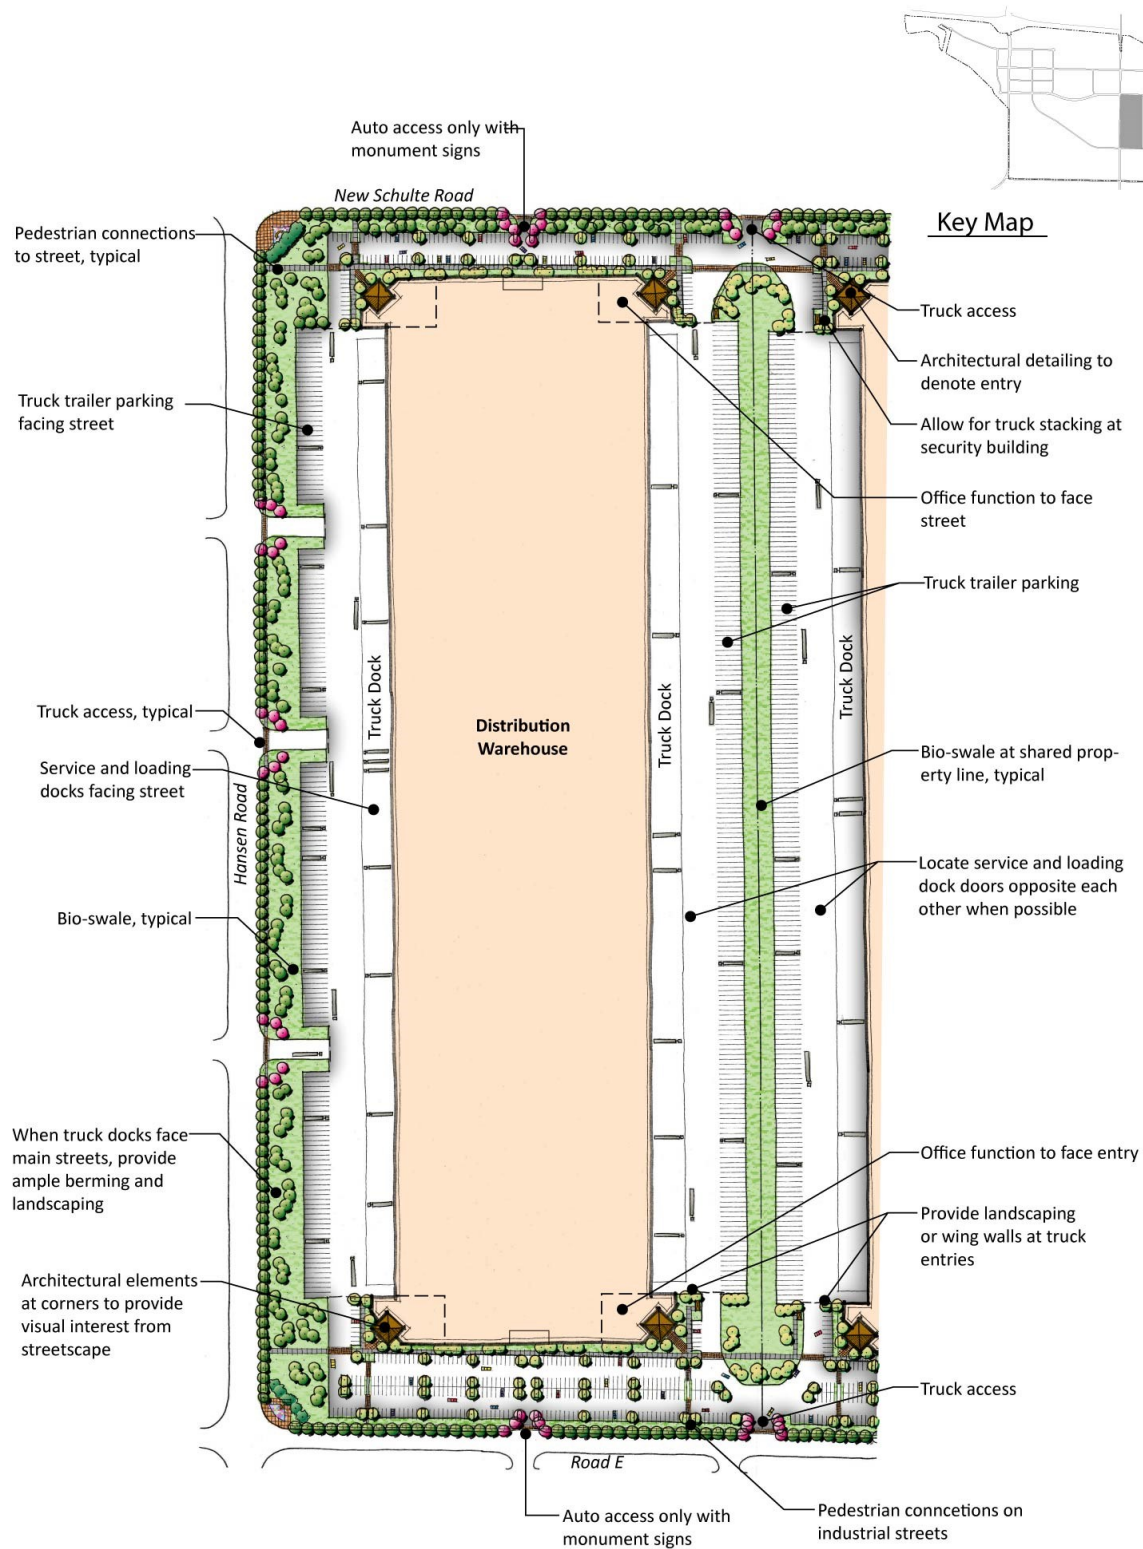 Auto access only with
monument signs
New Schulte Road
Key Map
Pedestrian connections
to street, typical
Truck access
Architectural detailing to
denote entry
Truck trailer parking
facing street
Allow for truck stacking at
security building
Office function to face
street
Truck trailer parking
Truck Dock
Truck Dock
Truck Dock
Distribution
Warehouse
Truck access, typical
Service and loading
docks facing street
Bio-swale at shared prop-
erty line, typical
Hansen Road
Locate service and loading
dock doors opposite each
other when possible
Bio-swale, typical
When truck docks face
main streets, provide
ample berming and
landscaping
Office function to face entry
Provide landscaping
or wing walls at truck
entries
Architectural elements
at corners to provide
visual interest from
streetscape
Truck access
Road E
Auto access only with
monument signs
Pedestrian conncetions on
industrial streets